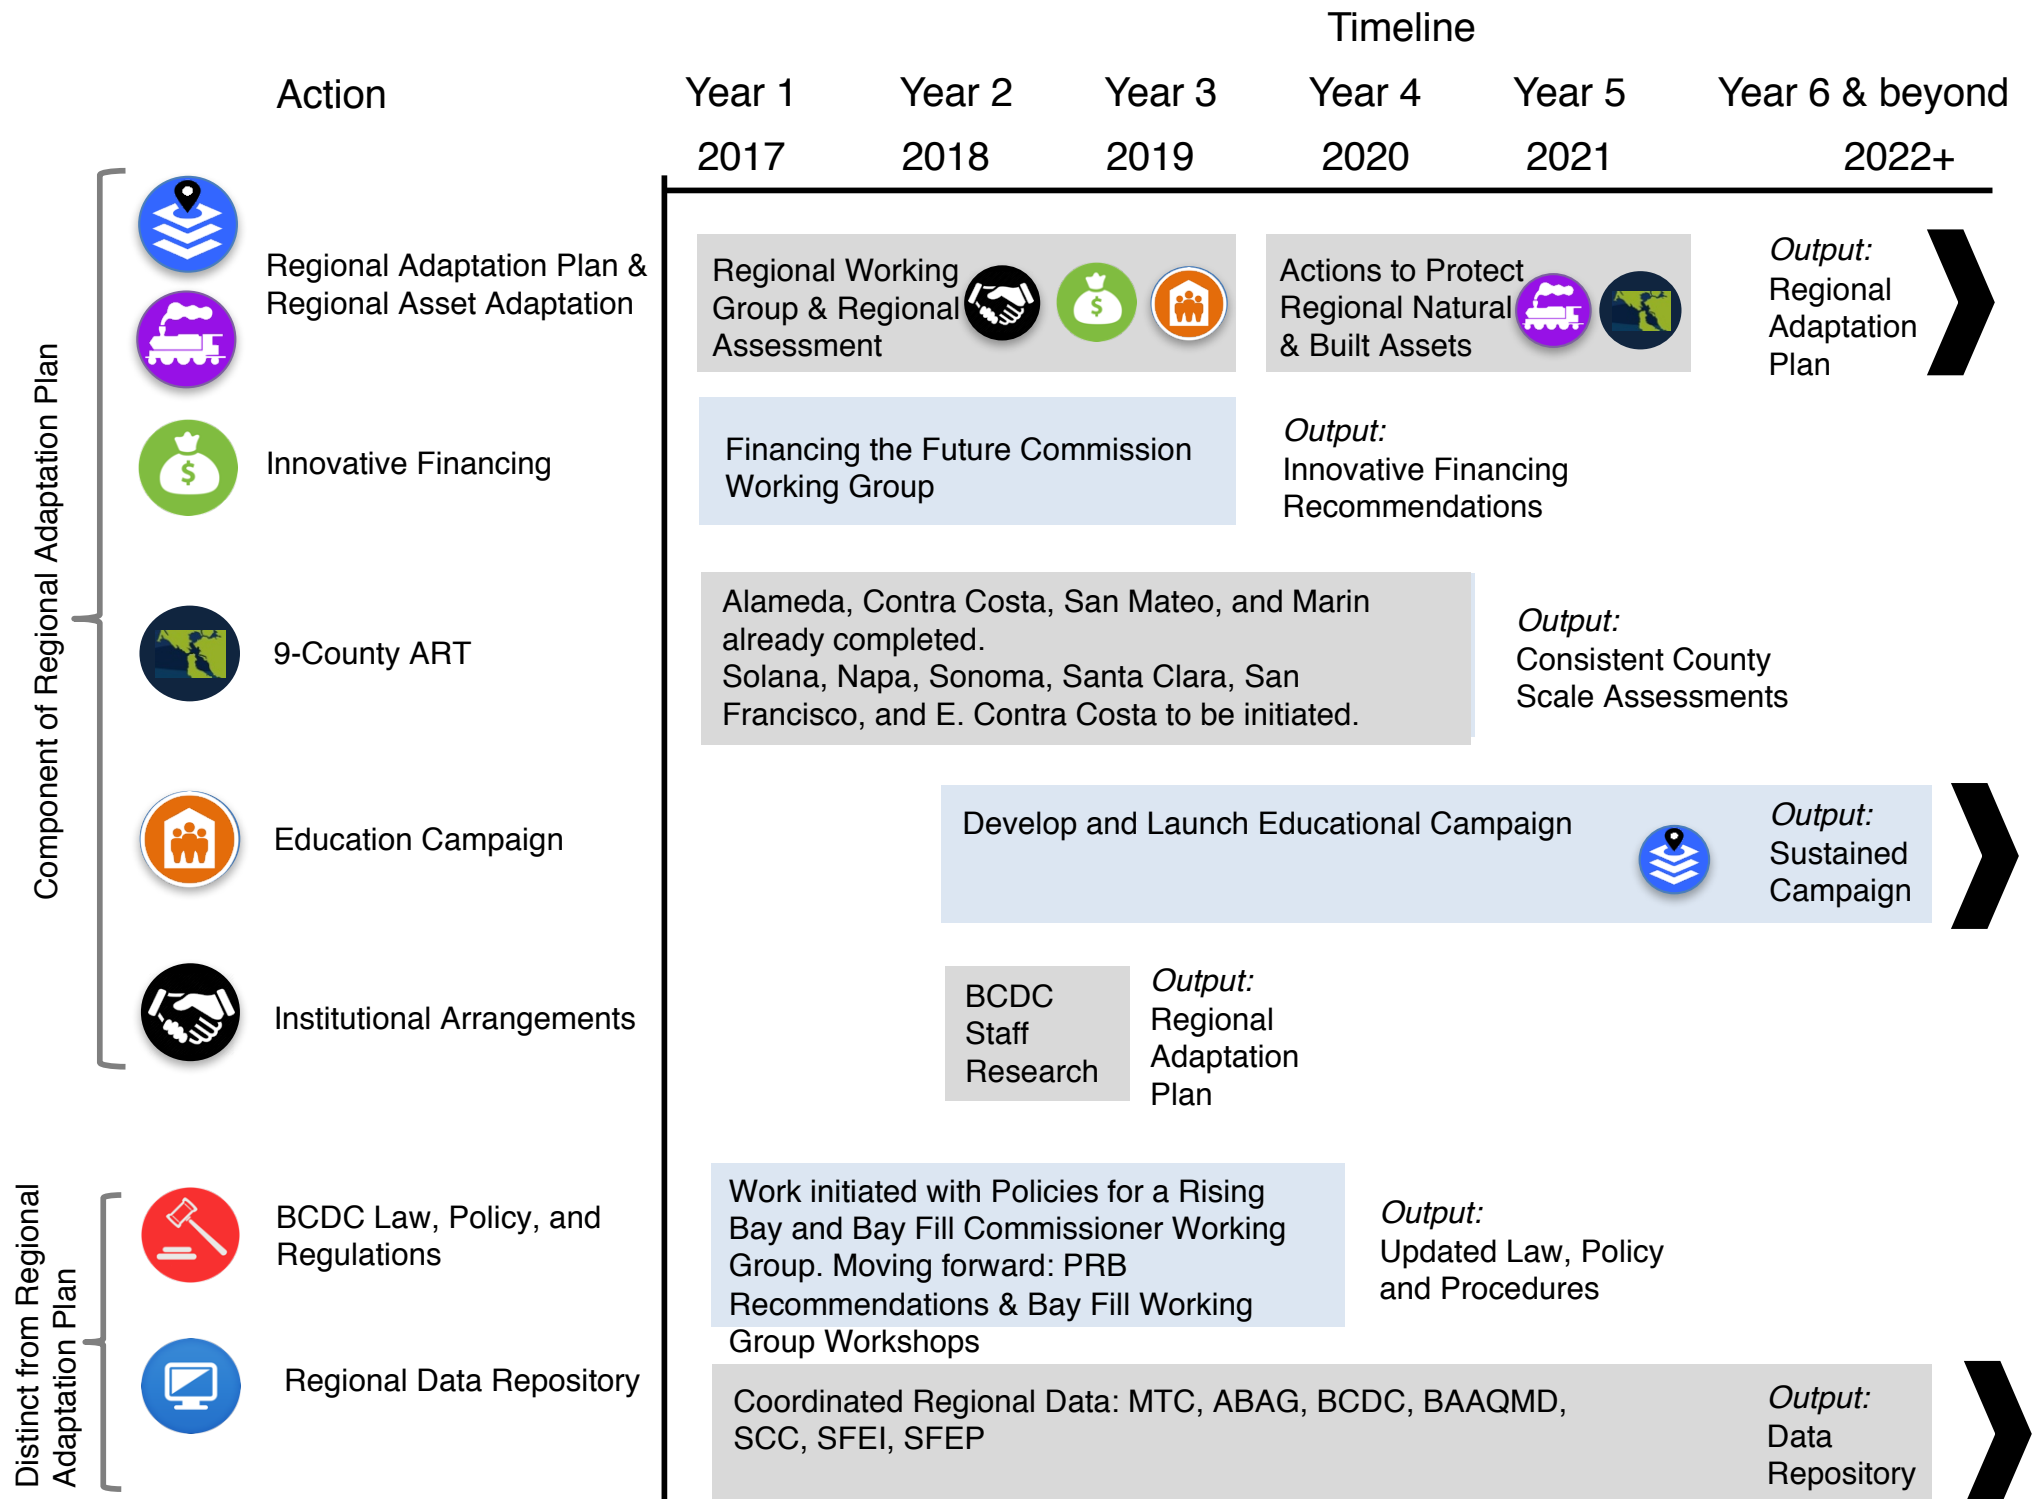 Timeline
Action
Year 1
Year 2
Year 3
Year 4
Year 5
Year 6 & beyond
2017
2018
2019
2020
2021
2022+
Component of Regional Adaptation Plan
Regional Adaptation Plan &
Regional Asset Adaptation
Regional Working
Group & Regional
Assessment
$
Actions to Protect
Regional Natural
& Built Assets
Output:
Regional
Adaptation
Plan
$
Innovative Financing
Financing the Future Commission
Working Group
Output:
Innovative Financing
Recommendations
9-County ART
Alameda, Contra Costa, San Mateo, and Marin
already completed.
Solana, Napa, Sonoma, Santa Clara, San
Francisco, and E. Contra Costa to be initiated.
Output:
Consistent County
Scale Assessments
Education Campaign
Develop and Launch Educational Campaign
Output:
Sustained
Campaign
Institutional Arrangements
BCDC
Staff
Research
Output:
Regional
Adaptation
Plan
Distinct from Regional
Adaptation Plan
BCDC Law, Policy, and
Regulations
Work initiated with Policies for a Rising
Bay and Bay Fill Commissioner Working
Group. Moving forward: PRB
Recommendations & Bay Fill Working
Group Workshops
Output:
Updated Law, Policy
and Procedures
Regional Data Repository
Coordinated Regional Data: MTC, ABAG, BCDC, BAAQMD,
SCC, SFEI, SFEP
Output:
Data
Repository